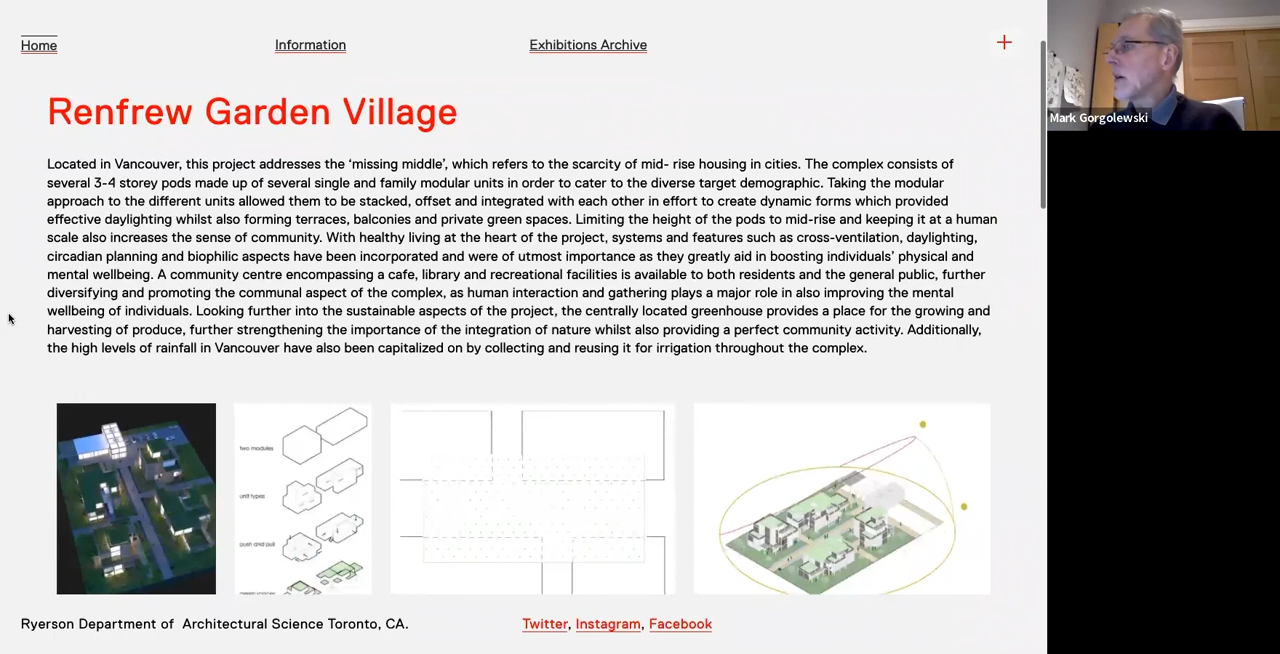 Home
Information
Exhibitions Archive
Renfrew Garden Village
Mark Gorgolewski
Located in Vancouver, this project addresses the ‘missing middle’, which refers to the scarcity of mid- rise housing in cities. The complex consists of
several 3-4 storey pods made up of several single and family modular units in order to cater to the diverse target demographic. Taking the modular
approach to the different units allowed them to be stacked, offset and integrated with each other in effort to create dynamic forms which provided
effective daylighting whilst also forming terraces, balconies and private green spaces. Limiting the height of the pods to mid-rise and keeping it at a human
scale also increases the sense of community. With healthy living at the heart of the project, systems and features such as cross-ventilation, daylighting,
circadian planning and biophilic aspects have been incorporated and were of utmost importance as they greatly aid in boosting individuals’ physical and
mental wellbeing. A community centre encompassing a cafe, library and recreational facilities is available to both residents and the general public, further
diversifying and promoting the communal aspect of the complex, as human interaction and gathering plays a major role in also improving the mental
wellbeing of individuals. Looking further into the sustainable aspects of the project, the centrally located greenhouse provides a place for the growing and
harvesting of produce, further strengthening the importance of the integration of nature whilst also providing a perfect community activity. Additionally,
the high levels of rainfall in Vancouver have also been capitalized on by collecting and reusing it for irrigation throughout the complex.
two modules
unit types
push and pull
Ryerson Department of Architectural Science Toronto, CA.
Twitter, Instagram, Facebook